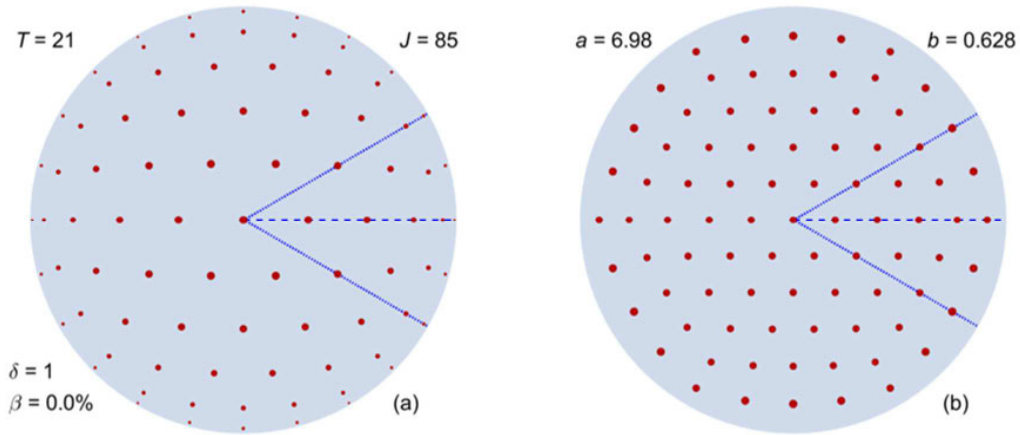 T = 21
J = 85
a = 6.98
b = 0.628
δ = 1
β = 0.0%
(a)
(b)